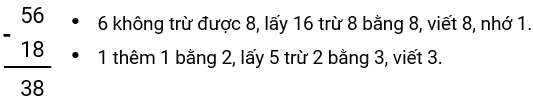 56
-
18
38
• 6 không trừ được 8, lấy 16 trừ 8 bằng 8, viết 8, nhớ 1.
• 1 thêm 1 bằng 2, lấy 5 trừ 2 bằng 3, viết 3.